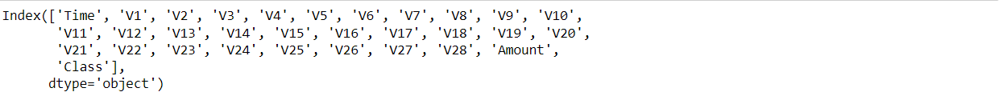 Index(['Time', 'V1', 'V2', 'V3', 'V4', 'V5', 'V6', 'V7', 'V8', 'V9', 'V10',
       'V11', 'V12', 'V13', 'V14', 'V15', 'V16', 'V17', 'V18', 'V19', 'V20',
       'V21', 'V22', 'V23', 'V24', 'V25', 'V26', 'V27', 'V28', 'Amount',
       'Class'],
      dtype='object')